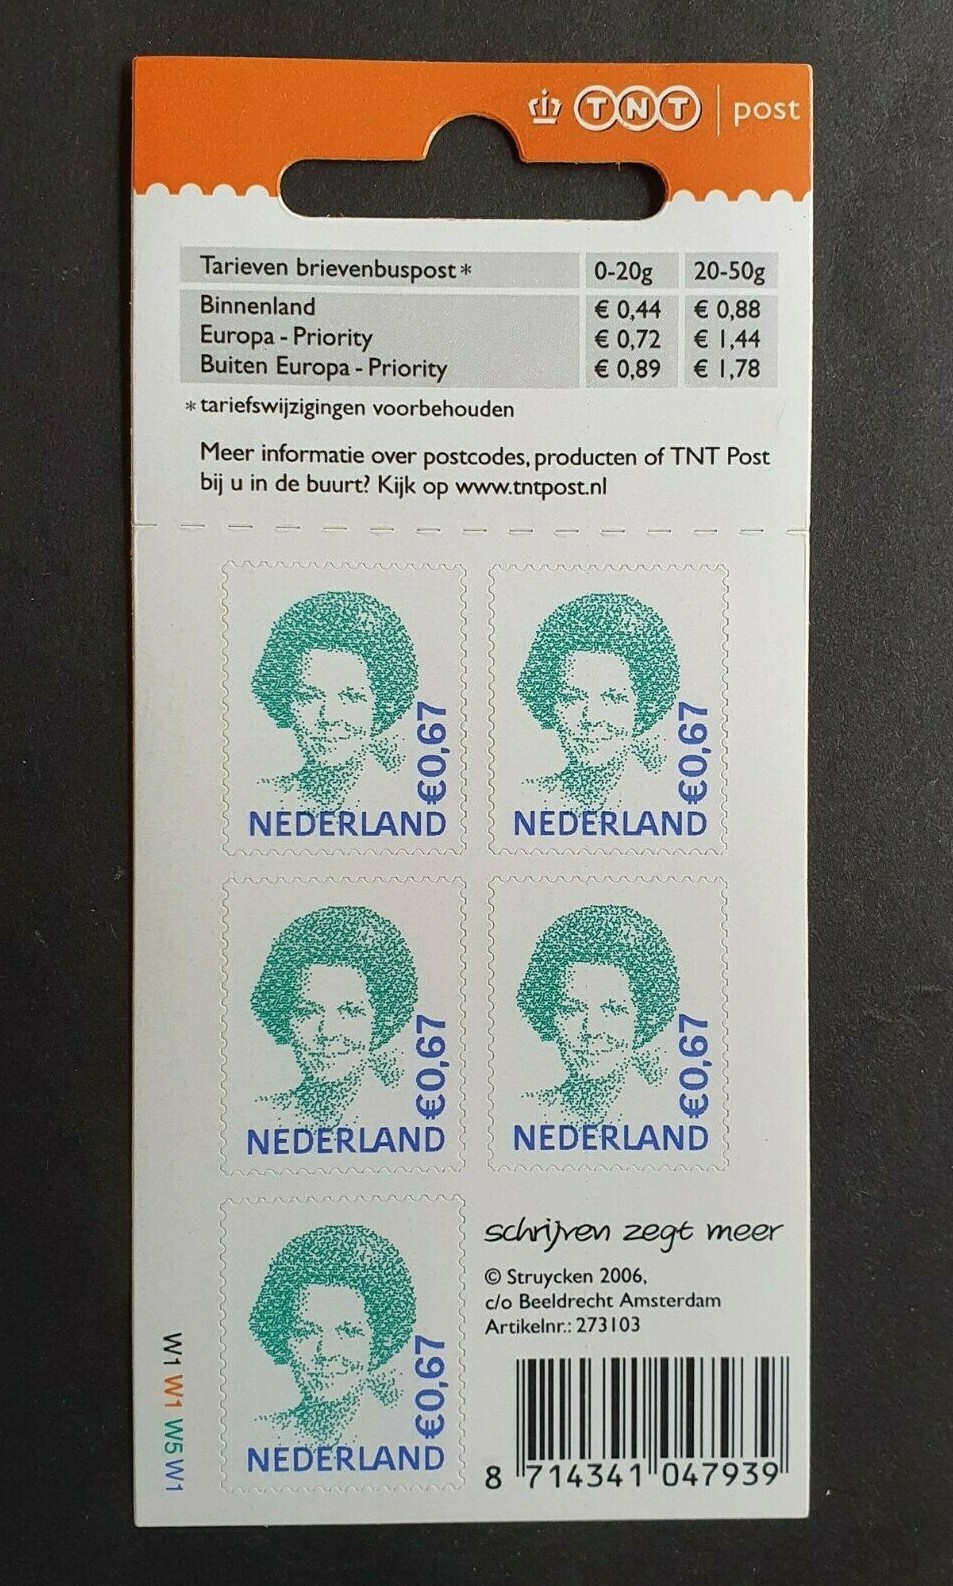 TNT post
Tarieven brievenbuspost* 0-20g 20-50g
Binnenland € 0,44 € 0,88
Europa - Priority € 0,72 € 1,44
Buiten Europa - Priority € 0,89 € 1,78
* tariefswijzigingen voorbehouden
Meer informatie over postcodes, producten of TNT Post
bij u in de buurt? Kijk op www.tntpost.nl
€0,67
NEDERLAND
€0,67
NEDERLAND
€0,67
NEDERLAND
€0,67
NEDERLAND
€0,67
NEDERLAND
schrijven zegt meer
© Struycken 2006,
c/o Beeldrecht Amsterdam
Artikelnr.: 273103
8 714341 047939
W1 W1 W5 W1